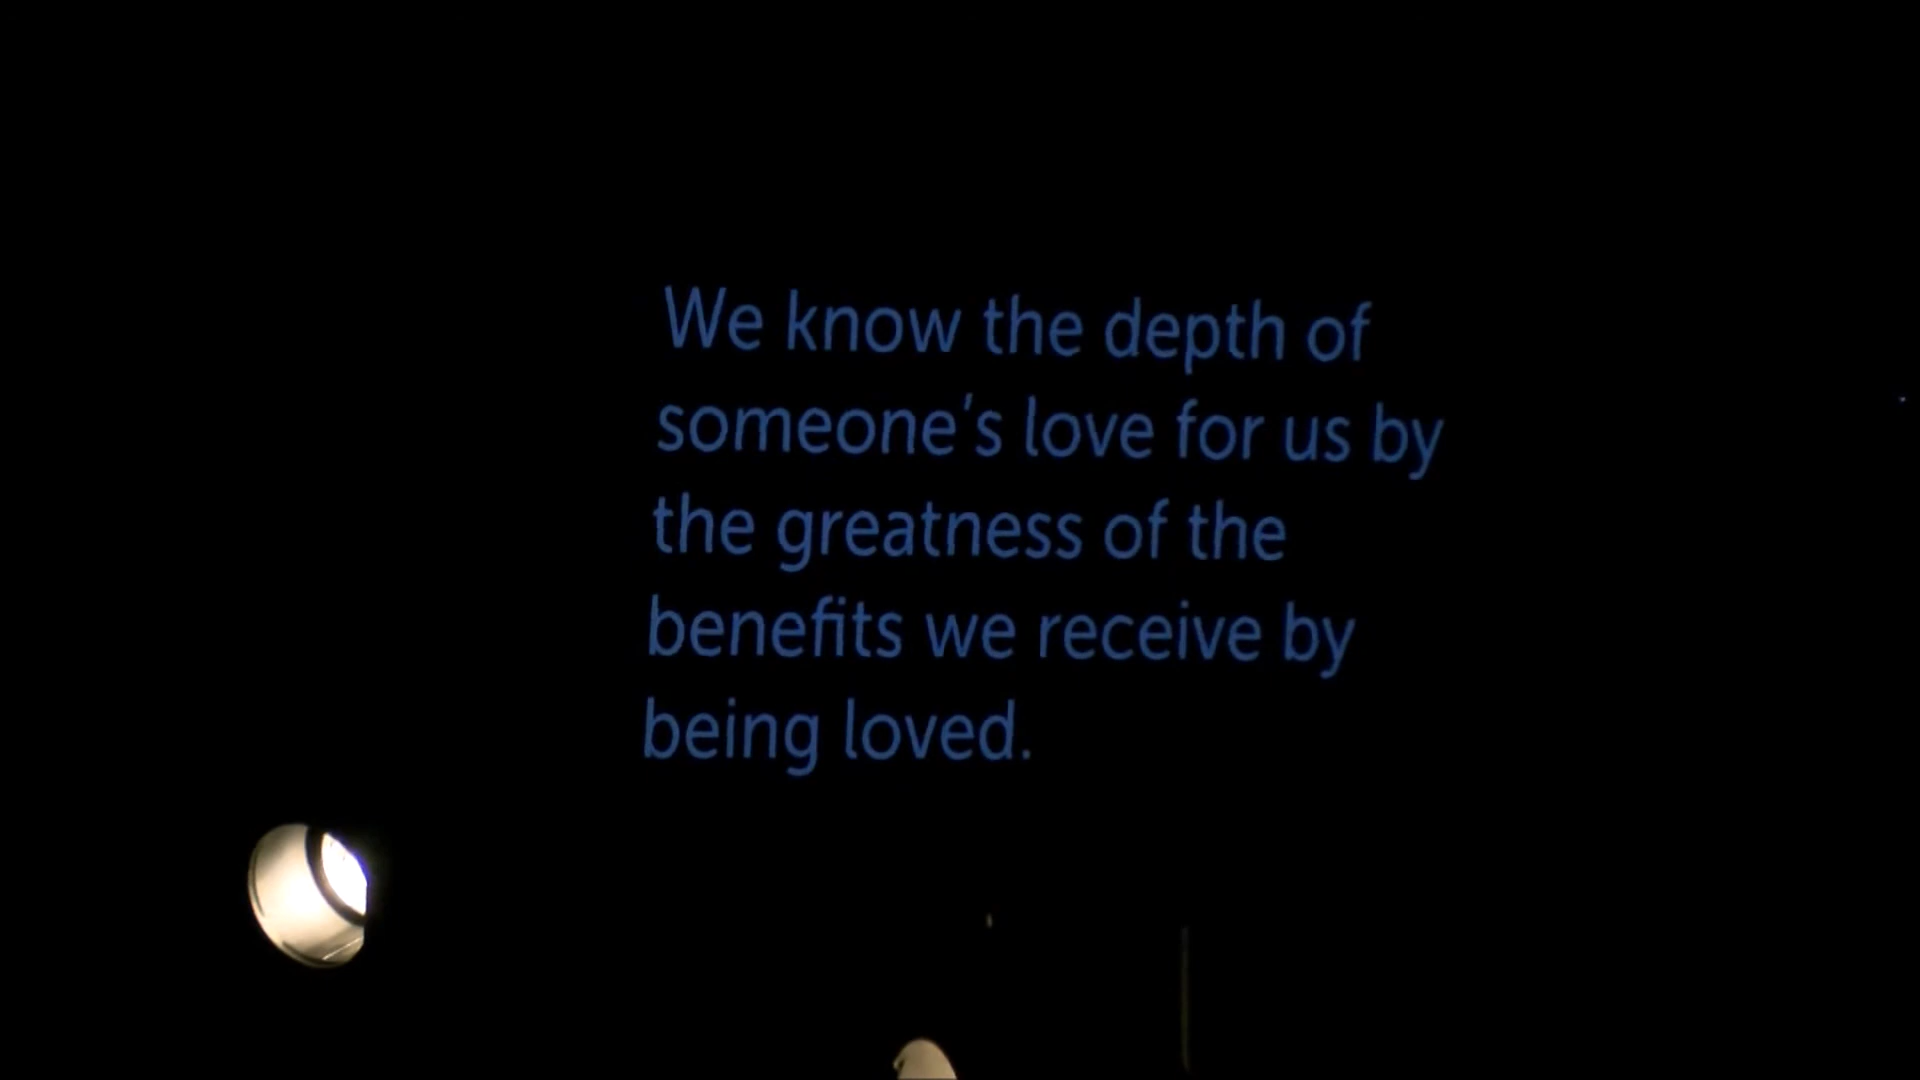 We know the depth of
someone's love for us by
the greatness of the
benefits we receive by
being loved.